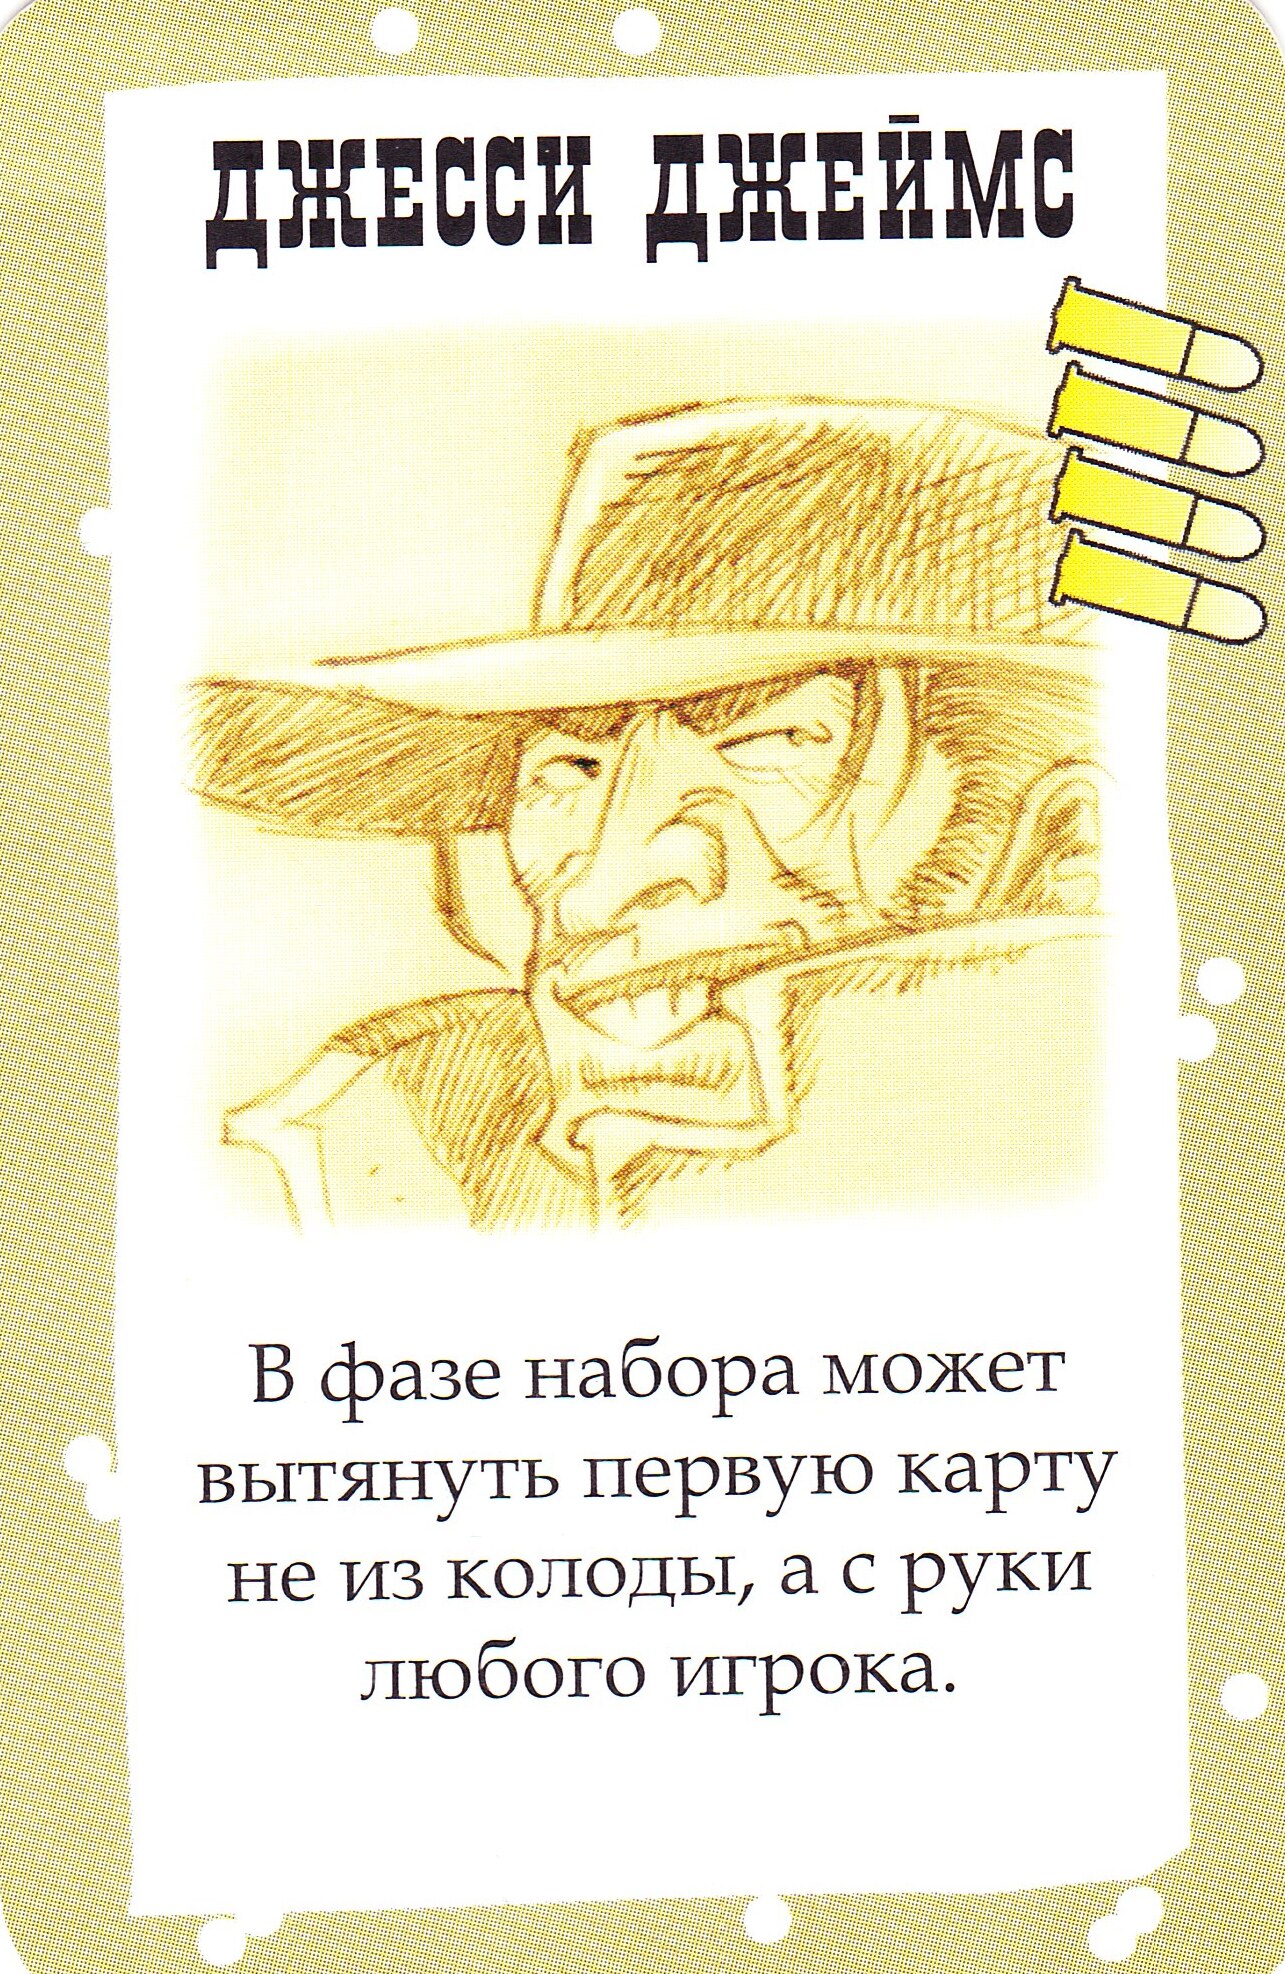 ДЖЕССИ ДЖЕЙМС
В фазе набора может
вытянуть первую карту
не из колоды, а с руки
любого игрока.